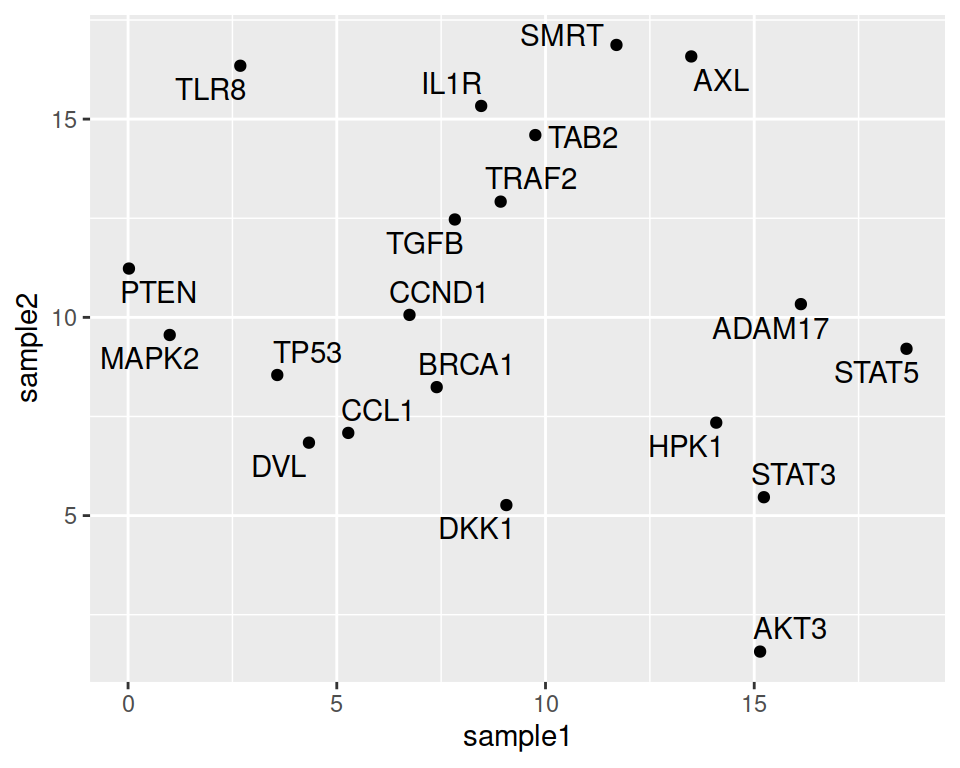 SMRT
AXL
TLR8
IL1R
TAB2
TRAF2
TGFB
PTEN
CCND1
ADAM17
MAPK2
TP53
BRCA1
STAT5
CCL1
HPK1
DVL
STAT3
DKK1
AKT3
15
10
5
sample2
0 5 10 15
sample1